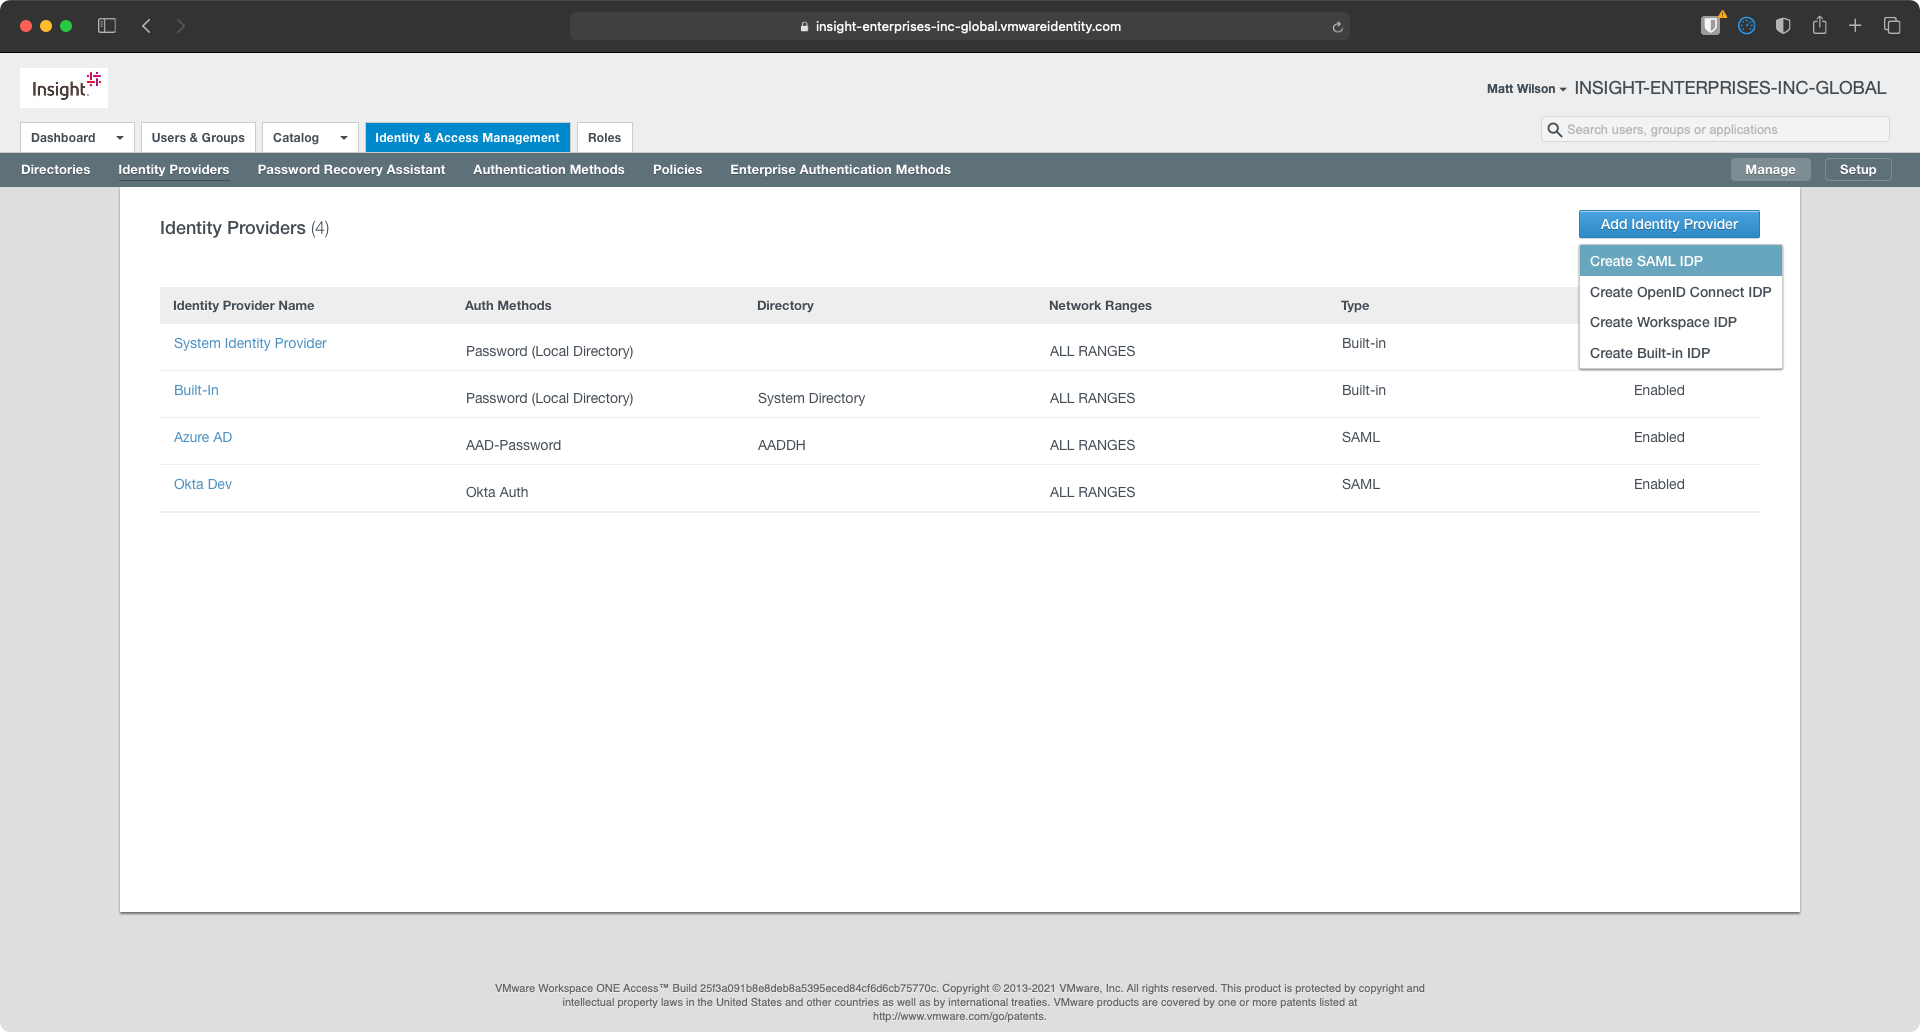 insight-enterprises-inc-global.vmwareidentity.com
Insight
Matt Wilson INSIGHT-ENTERPRISES-INC-GLOBAL
Dashboard Users & Groups Catalog Identity & Access Management Roles
Search users, groups or applications
Directories Identity Providers Password Recovery Assistant Authentication Methods Policies Enterprise Authentication Methods Manage Setup
Identity Providers (4)
Add Identity Provider
Create SAML IDP
Create OpenID Connect IDP
Create Workspace IDP
Create Built-in IDP
Identity Provider Name Auth Methods Directory Network Ranges Type
System Identity Provider Password (Local Directory) ALL RANGES Built-in
Built-In Password (Local Directory) System Directory ALL RANGES Built-in Enabled
Azure AD AAD-Password AADDH ALL RANGES SAML Enabled
Okta Dev Okta Auth ALL RANGES SAML Enabled
VMware Workspace ONE Access™ Build 25f3a091b8e8deb8a5395eced84cf6d6cb75770c. Copyright © 2013-2021 VMware, Inc. All rights reserved. This product is protected by copyright and
intellectual property laws in the United States and other countries as well as by international treaties. VMware products are covered by one or more patents listed at
http://www.vmware.com/go/patents.